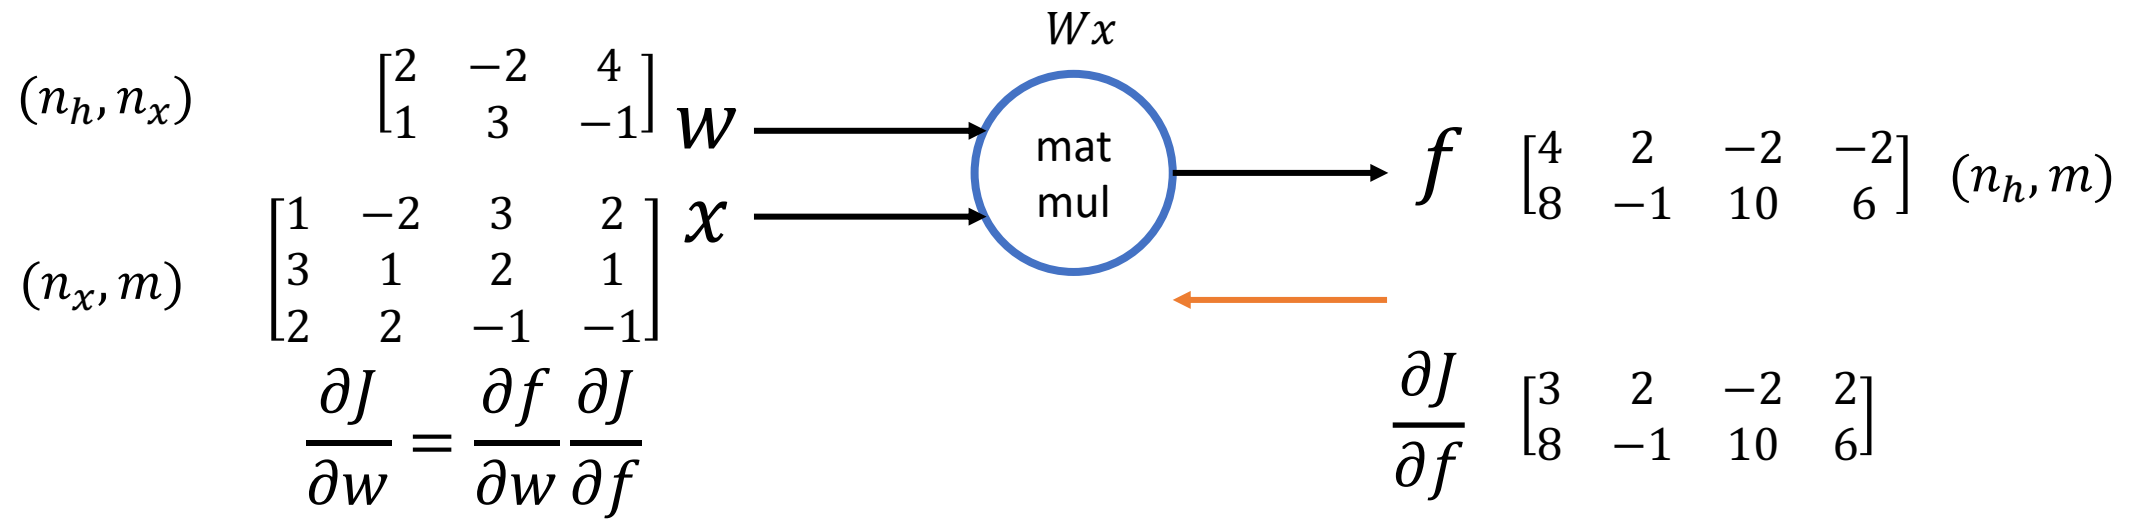 Wx
(n_h, n_x)
[2 −2 4
1 3 −1]
w
mat
mul
f
[4 2 −2 −2
8 −1 10 6]
(n_h, m)
(n_x, m)
[1 −2 3 2
3 1 2 1
2 2 −1 −1]
x
∂J/∂w = ∂f/∂w ∂J/∂f
∂J/∂f
[3 2 −2 2
8 −1 10 6]